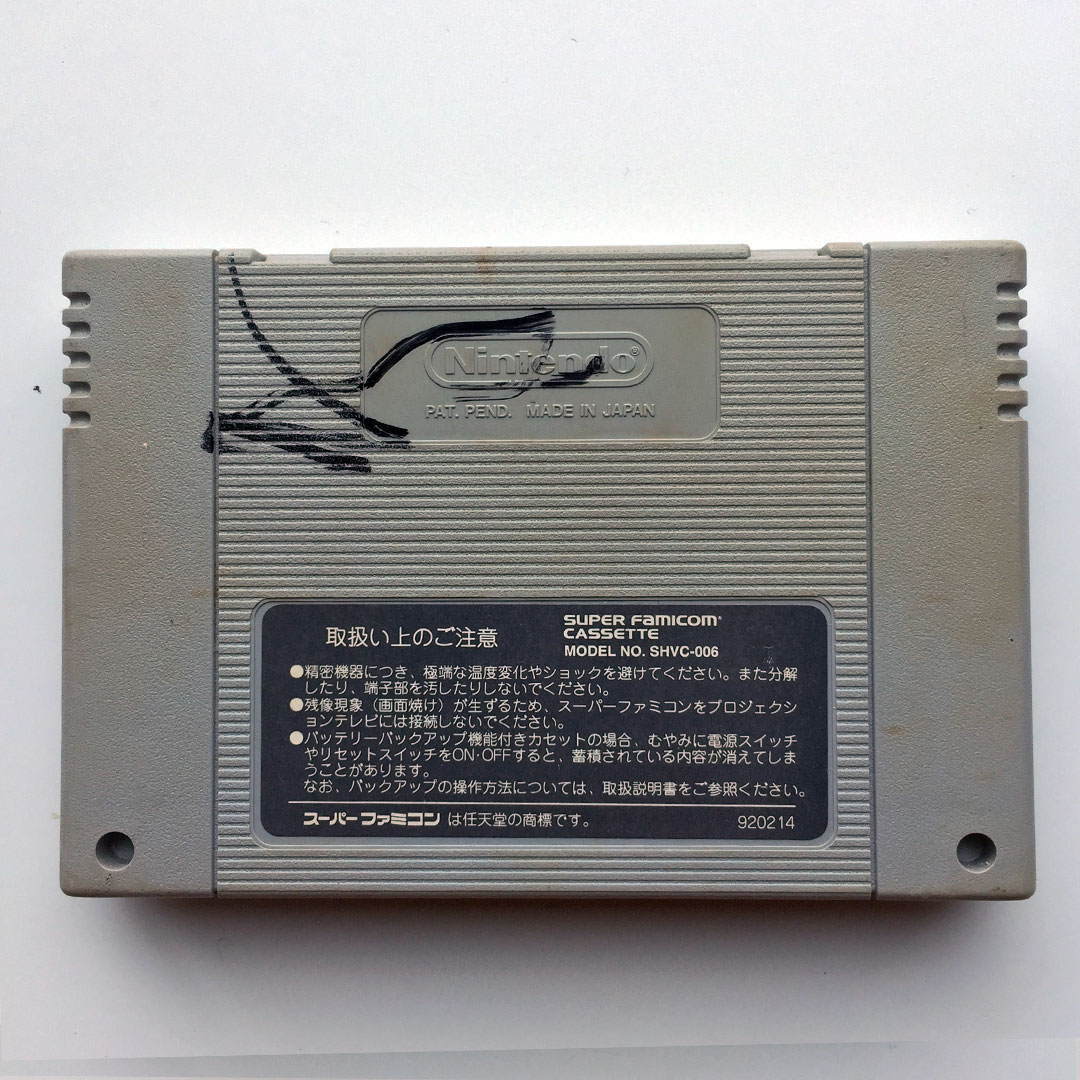 Nintendo®
PAT. PEND. MADE IN JAPAN
取扱い上のご注意
SUPER FAMICOM®
CASSETTE
MODEL NO. SHVC-006
●精密機器につき、極端な温度変化やショックを避けてください。また分解
したり、端子部を汚したりしないでください。
●残像現象（画面焼け）が生ずるため、スーパーファミコンをプロジェクシ
ョンテレビには接続しないでください。
●バッテリーバックアップ機能付きカセットの場合、むやみに電源スイッチ
やリセットスイッチをON·OFFすると、蓄積されている内容が消えてしま
うことがあります。
なお、バックアップの操作方法については、取扱説明書をご参照ください。
スーパーファミコン は任天堂の商標です。
920214